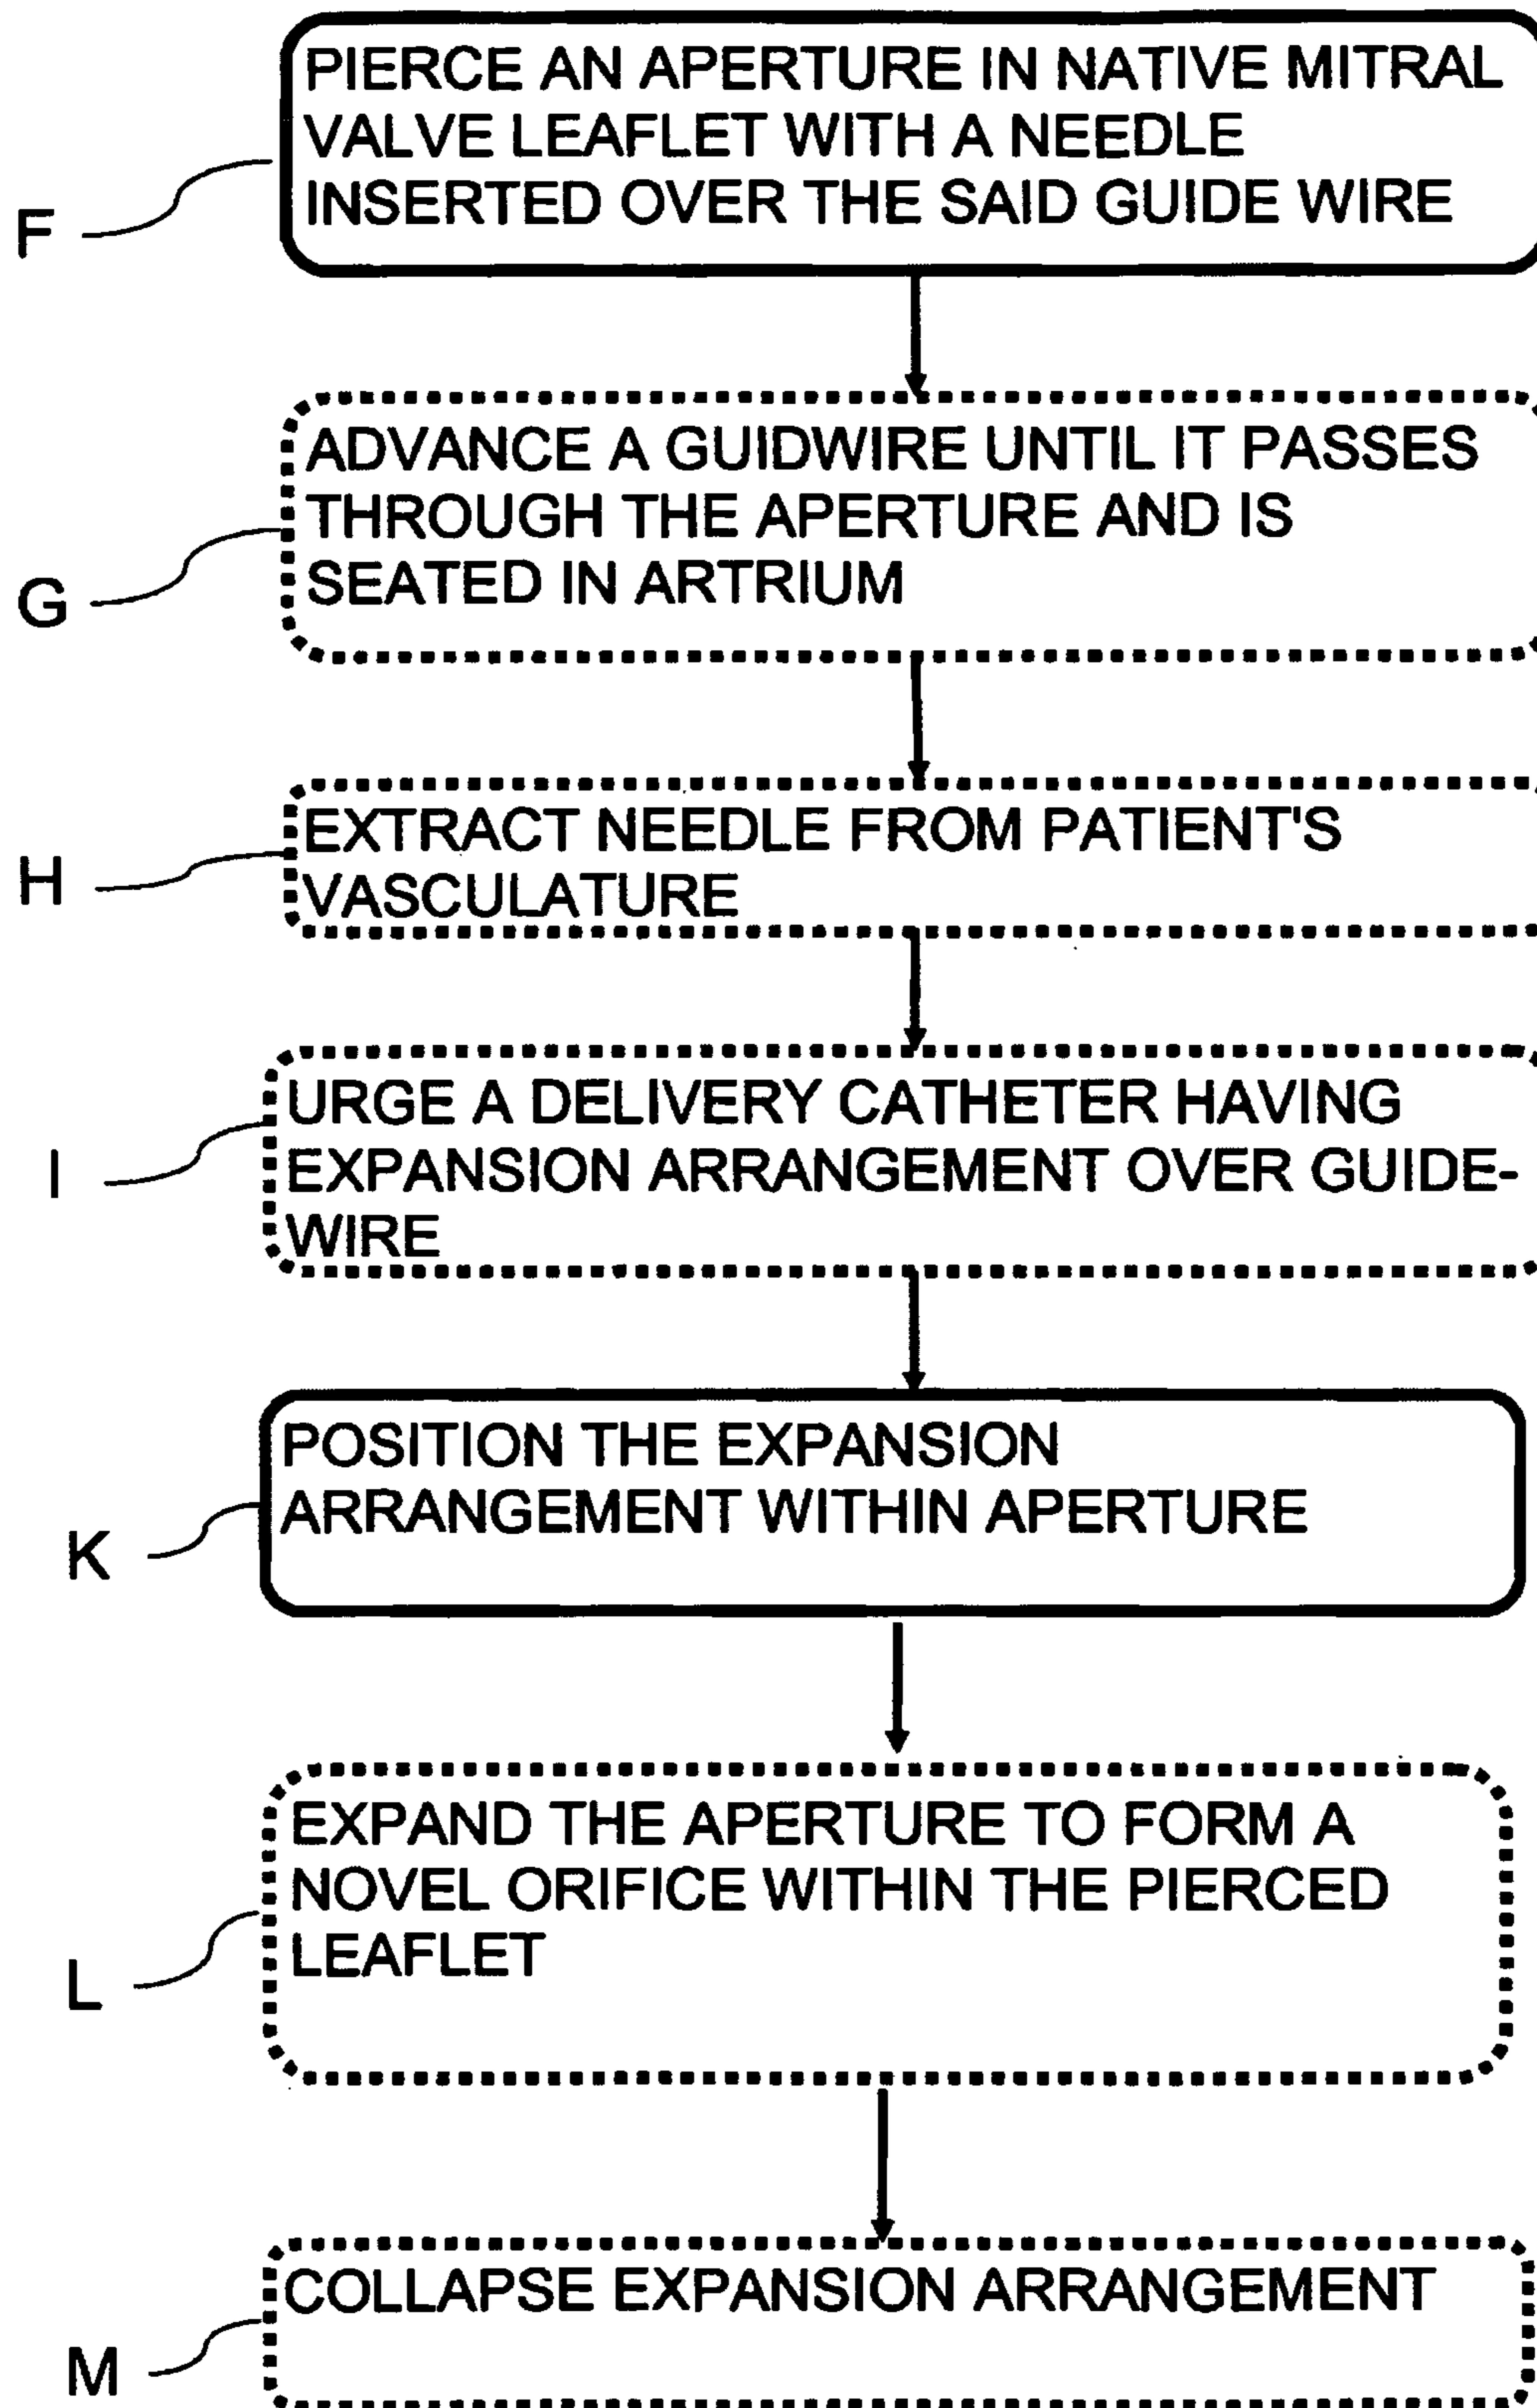 PIERCE AN APERTURE IN NATIVE MITRAL
VALVE LEAFLET WITH A NEEDLE
INSERTED OVER THE SAID GUIDE WIRE
F
ADVANCE A GUIDWIRE UNTIL IT PASSES
THROUGH THE APERTURE AND IS
SEATED IN ARTRIUM
G
EXTRACT NEEDLE FROM PATIENT'S
VASCULATURE
H
URGE A DELIVERY CATHETER HAVING
EXPANSION ARRANGEMENT OVER GUIDE-
WIRE
I
POSITION THE EXPANSION
ARRANGEMENT WITHIN APERTURE
K
EXPAND THE APERTURE TO FORM A
NOVEL ORIFICE WITHIN THE PIERCED
LEAFLET
L
COLLAPSE EXPANSION ARRANGEMENT
M